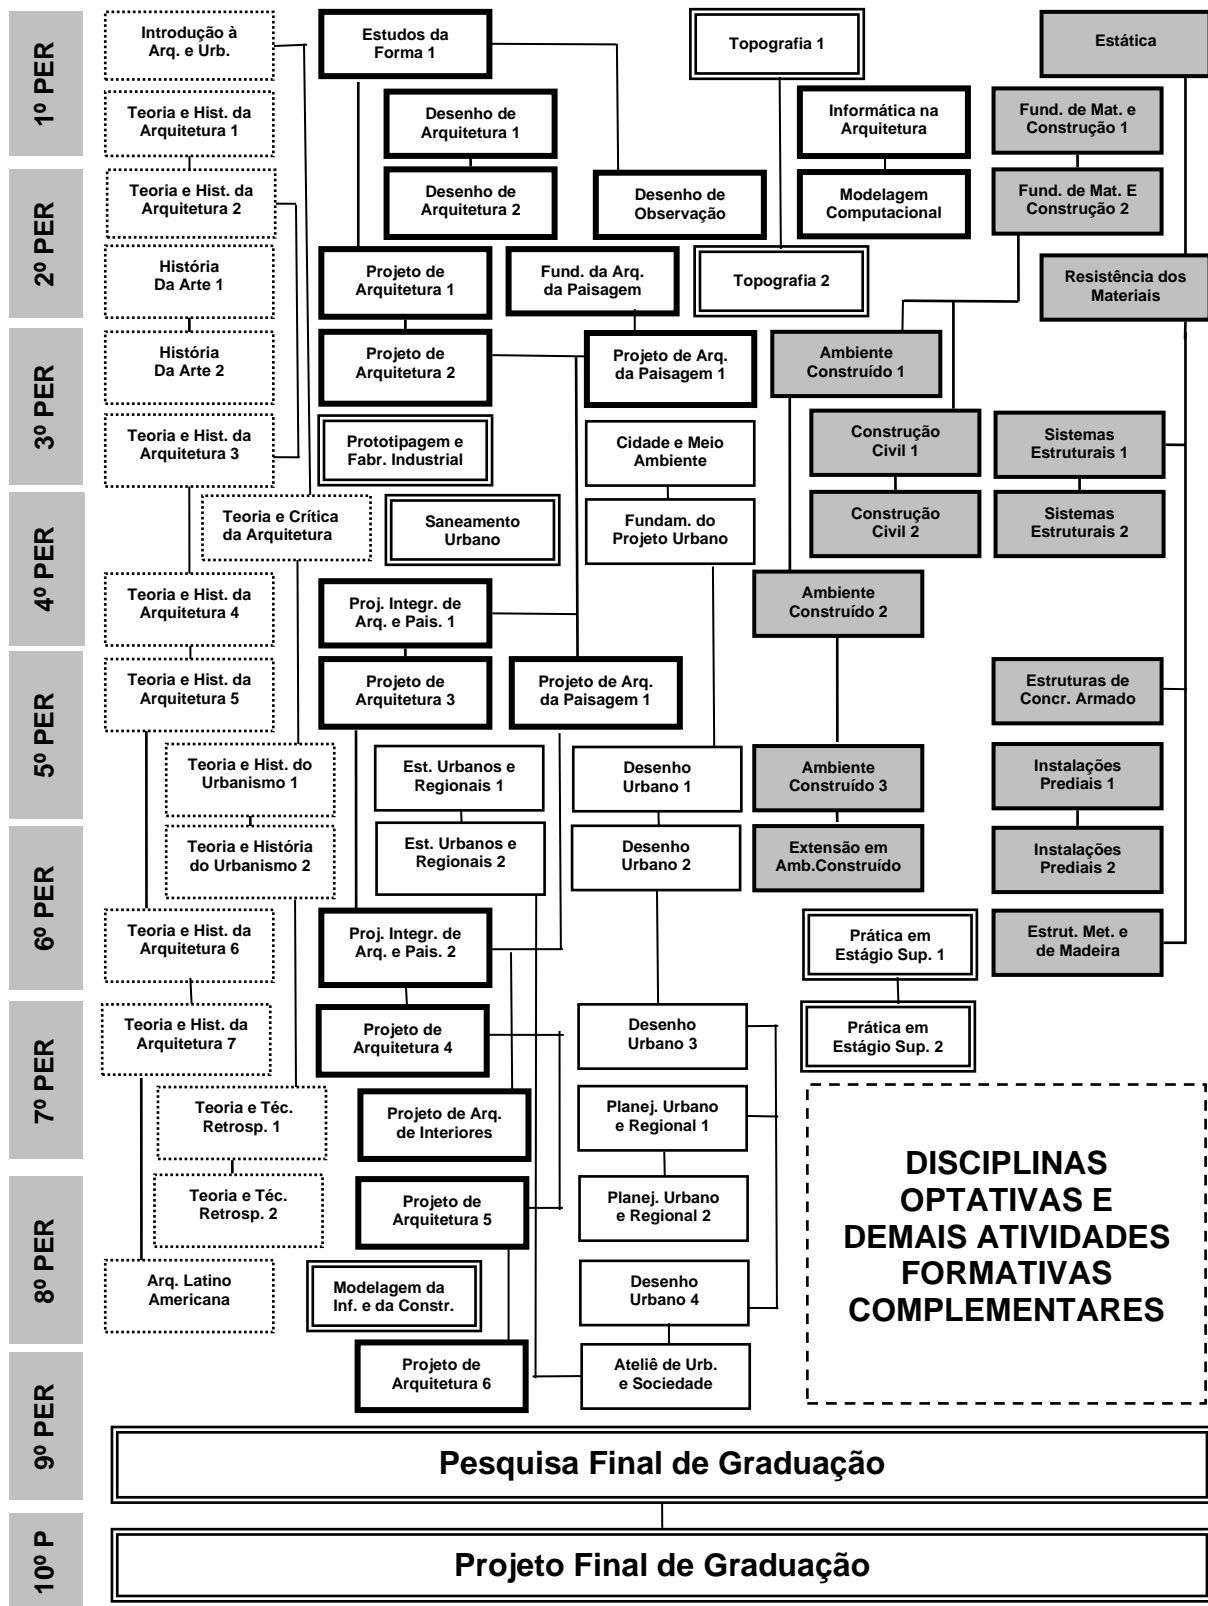 1º PER
Introdução à
Arq. e Urb.
Estudos da
Forma 1
Topografia 1
Estática
Teoria e Hist. da
Arquitetura 1
Desenho de
Arquitetura 1
Informática na
Arquitetura
Fund. de Mat. e
Construção 1
2º PER
Teoria e Hist. da
Arquitetura 2
Desenho de
Arquitetura 2
Desenho de
Observação
Modelagem
Computacional
Fund. de Mat. E
Construção 2
História
Da Arte 1
Projeto de
Arquitetura 1
Fund. da Arq.
da Paisagem
Topografia 2
Resistência dos
Materiais
3º PER
História
Da Arte 2
Projeto de
Arquitetura 2
Projeto de Arq.
da Paisagem 1
Ambiente
Construído 1
Teoria e Hist. da
Arquitetura 3
Prototipagem e
Fabr. Industrial
Cidade e Meio
Ambiente
Construção
Civil 1
Sistemas
Estruturais 1
4º PER
Teoria e Crítica
da Arquitetura
Saneamento
Urbano
Fundam. do
Projeto Urbano
Construção
Civil 2
Sistemas
Estruturais 2
Teoria e Hist. da
Arquitetura 4
Proj. Integr. de
Arq. e Pais. 1
Ambiente
Construído 2
5º PER
Teoria e Hist. da
Arquitetura 5
Projeto de
Arquitetura 3
Projeto de Arq.
da Paisagem 1
Estruturas de
Concr. Armado
Teoria e Hist. do
Urbanismo 1
Est. Urbanos e
Regionais 1
Desenho
Urbano 1
Ambiente
Construído 3
Instalações
Prediais 1
6º PER
Teoria e História
do Urbanismo 2
Est. Urbanos e
Regionais 2
Desenho
Urbano 2
Extensão em
Amb.Construído
Instalações
Prediais 2
Teoria e Hist. da
Arquitetura 6
Proj. Integr. de
Arq. e Pais. 2
Prática em
Estágio Sup. 1
Estrut. Met. e
de Madeira
7º PER
Teoria e Hist. da
Arquitetura 7
Projeto de
Arquitetura 4
Desenho
Urbano 3
Prática em
Estágio Sup. 2
Teoria e Téc.
Retrosp. 1
Projeto de Arq.
de Interiores
Planej. Urbano
e Regional 1
DISCIPLINAS
OPTATIVAS E
DEMAIS ATIVIDADES
FORMATIVAS
COMPLEMENTARES
8º PER
Teoria e Téc.
Retrosp. 2
Projeto de
Arquitetura 5
Planej. Urbano
e Regional 2
Arq. Latino
Americana
Modelagem da
Inf. e da Constr.
Desenho
Urbano 4
9º PER
Projeto de
Arquitetura 6
Ateliê de Urb.
e Sociedade
Pesquisa Final de Graduação
10º P
Projeto Final de Graduação